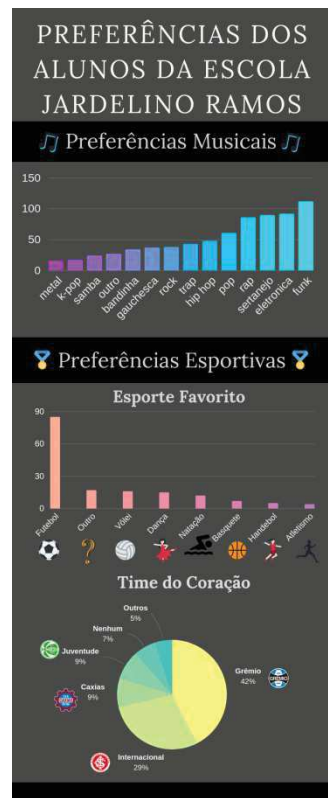 PREFERÊNCIAS DOS
ALUNOS DA ESCOLA
JARDELINO RAMOS
Preferências Musicais
150
100
50
0
metal
k-pop
samba
outro
bandinha
gauchesca
rock
trap
hip hop
pop
rap
sertanejo
eletronica
funk
Preferências Esportivas
Esporte Favorito
90
60
30
0
Futebol
Outro
Vôlei
Dança
Natação
Basquete
Handebol
Atletismo
Time do Coração
Outros
5%
Nenhum
7%
Juventude
9%
Caxias
9%
Internacional
29%
Grêmio
42%